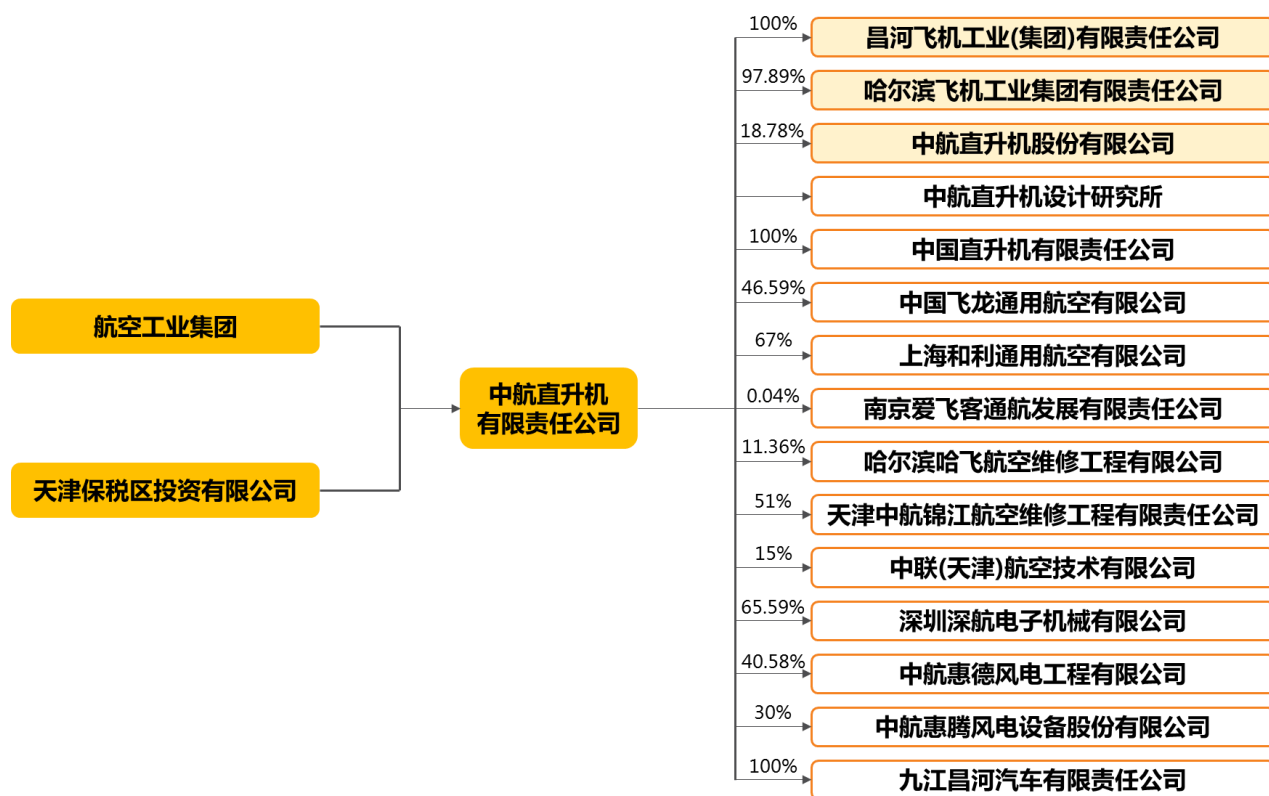 100%
昌河飞机工业(集团)有限责任公司
97.89%
哈尔滨飞机工业集团有限责任公司
18.78%
中航直升机股份有限公司
中航直升机设计研究所
100%
中国直升机有限责任公司
46.59%
中国飞龙通用航空有限公司
航空工业集团
67%
上海和利通用航空有限公司
中航直升机
有限责任公司
0.04%
南京爱飞客通航发展有限责任公司
11.36%
哈尔滨哈飞航空维修工程有限公司
天津保税区投资有限公司
51%
天津中航锦江航空维修工程有限责任公司
15%
中联(天津)航空技术有限公司
65.59%
深圳深航电子机械有限公司
40.58%
中航惠德风电工程有限公司
30%
中航惠腾风电设备股份有限公司
100%
九江昌河汽车有限责任公司